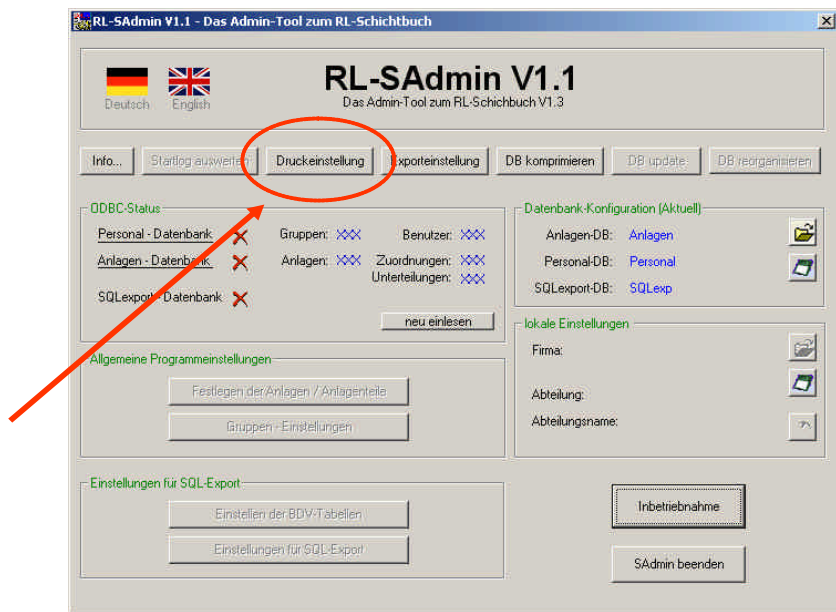 RL-SAdmin V1.1 - Das Admin-Tool zum RL-Schichtbuch
RL-SAdmin V1.1
Das Admin-Tool zum RL-Schichbuch V1.3
Deutsch English
Info... Startlog auswerten Druckeinstellung Exporteinstellung DB komprimieren DB update DB reorganisieren
ODBC-Status
Personal - Datenbank Gruppen: XXX Benutzer: XXX
Anlagen - Datenbank Anlagen: XXX Zuordnungen: XXX
Unterteilungen: XXX
SQLexport - Datenbank
neu einlesen
Datenbank-Konfiguration (Aktuell)
Anlagen-DB: Anlagen
Personal-DB: Personal
SQLexport-DB: SQLexp
lokale Einstellungen
Firma:
Abteilung:
Abteilungsname:
Allgemeine Programmeinstellungen
Festlegen der Anlagen / Anlagenteile
Gruppen - Einstellungen
Einstellungen für SQL-Export
Einstellen der BDV-Tabellen
Einstellungen für SQL-Export
Inbetriebnahme
SAdmin beenden